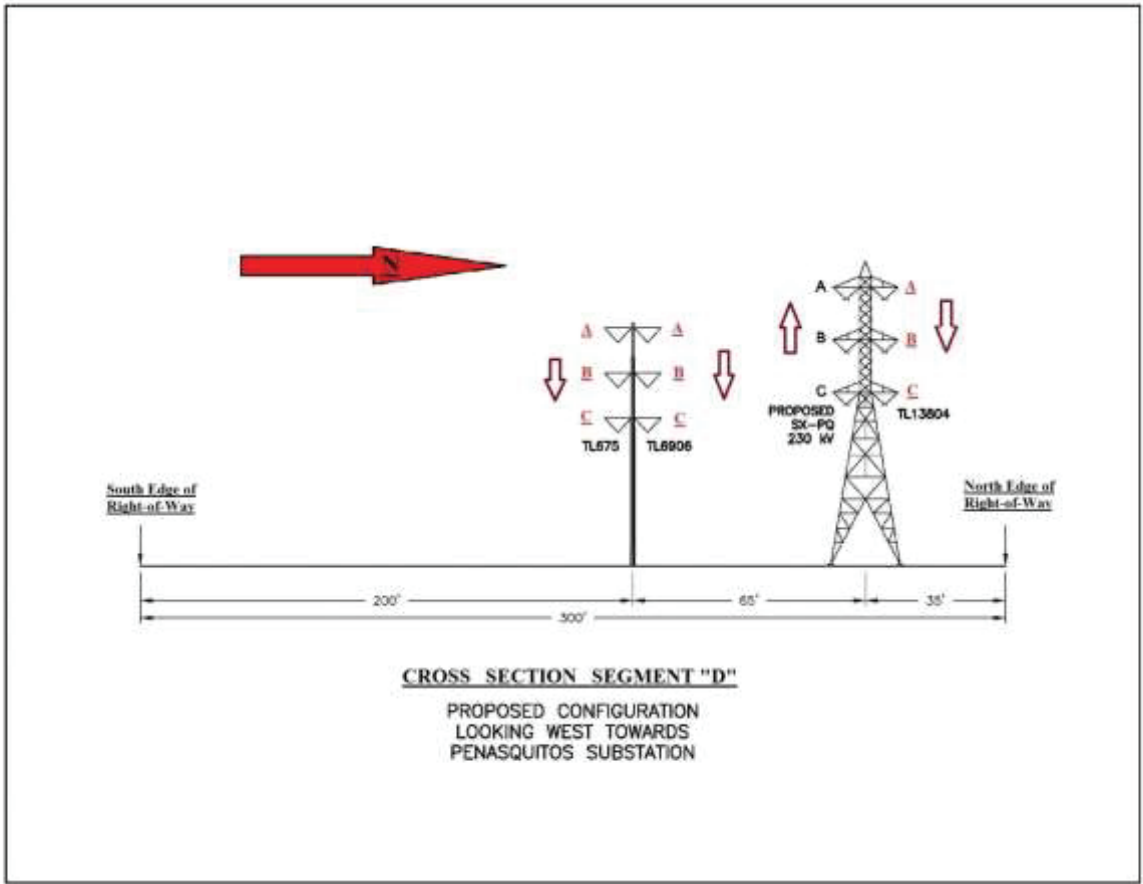 N
A
A
B
C
A
B
C
PROPOSED
SX-PQ
230 kV
TL13804
A
B
C
A
B
C
TL675
TL6906
South Edge of
Right-of-Way
North Edge of
Right-of-Way
200'
65'
35'
300'
CROSS SECTION SEGMENT "D"
PROPOSED CONFIGURATION
LOOKING WEST TOWARDS
PENASQUITOS SUBSTATION